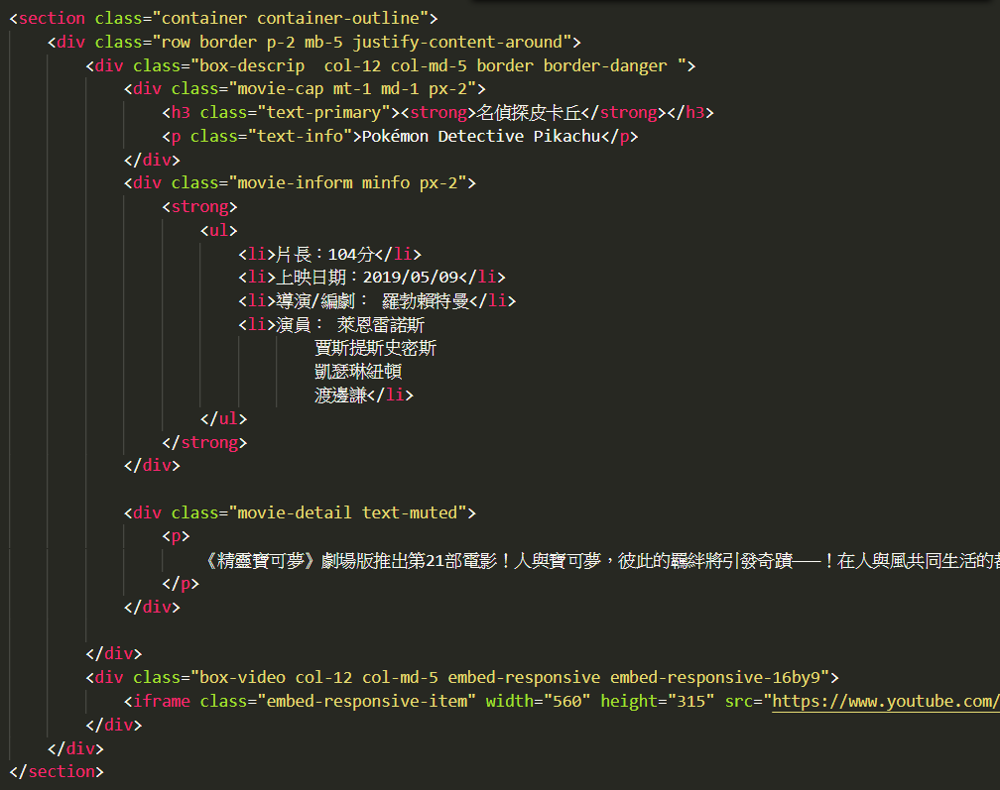 <section class="container container-outline">
<div class="row border p-2 mb-5 justify-content-around">
<div class="box-descrip  col-12 col-md-5 border border-danger ">
<div class="movie-cap mt-1 md-1 px-2">
<h3 class="text-primary"><strong>名偵探皮卡丘</strong></h3>
<p class="text-info">Pokémon Detective Pikachu</p>
</div>
<div class="movie-inform minfo px-2">
<strong>
<ul>
<li>片長：104分</li>
<li>上映日期：2019/05/09</li>
<li>導演/編劇： 羅勃賴特曼</li>
<li>演員： 萊恩雷諾斯
賈斯提斯史密斯
凱瑟琳紐頓
渡邊謙</li>
</ul>
</strong>
</div>
<div class="movie-detail text-muted">
<p>
《精靈寶可夢》劇場版推出第21部電影！人與寶可夢，彼此的羈絆將引發奇蹟——！在人與風共同生活的都
</p>
</div>
</div>
<div class="box-video col-12 col-md-5 embed-responsive embed-responsive-16by9">
<iframe class="embed-responsive-item" width="560" height="315" src="https://www.youtube.com/
</div>
</div>
</section>